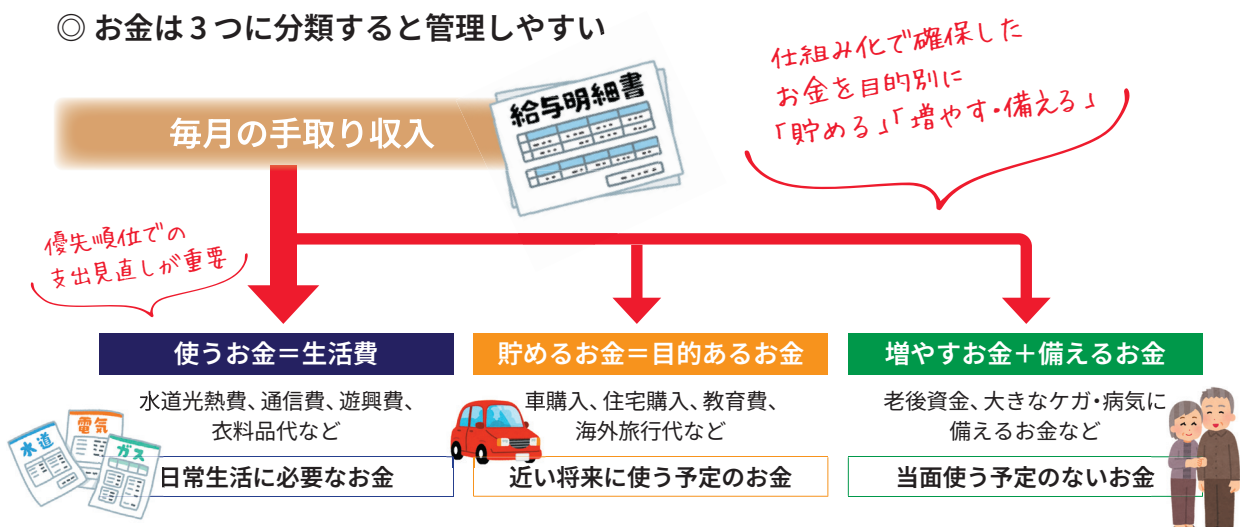 ◎ お金は3つに分類すると管理しやすい
毎月の手取り収入
給与明細書
仕組み化で確保した
お金を目的別に
「貯める」「増やす・備える」
優先順位での
支出見直しが重要
使うお金＝生活費
水道光熱費、通信費、遊興費、
衣料品代など
日常生活に必要なお金
水道
電気
ガス
貯めるお金＝目的あるお金
車購入、住宅購入、教育費、
海外旅行代など
近い将来に使う予定のお金
増やすお金＋備えるお金
老後資金、大きなケガ・病気に
備えるお金など
当面使う予定のないお金